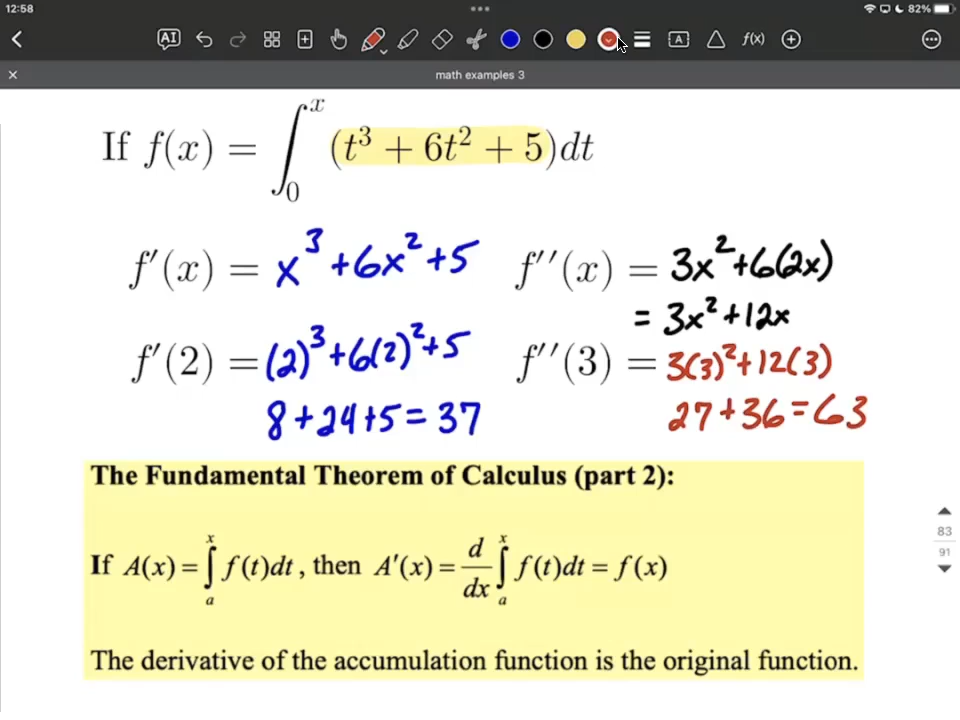 12:58
82%
AI
A
f(x)
math examples 3
If f(x) = ∫₀ˣ (t³ + 6t² + 5)dt
f′(x) = x³+6x²+5
f′′(x) = 3x²+6(2x)
= 3x²+12x
f′(2) = (2)³+6(2)²+5
f′′(3) = 3(3)²+12(3)
8+24+5=37
27+36=63
The Fundamental Theorem of Calculus (part 2):
If A(x) = ∫ₐˣ f(t)dt , then A'(x) = d/dx ∫ₐˣ f(t)dt = f(x)
The derivative of the accumulation function is the original function.
83
91